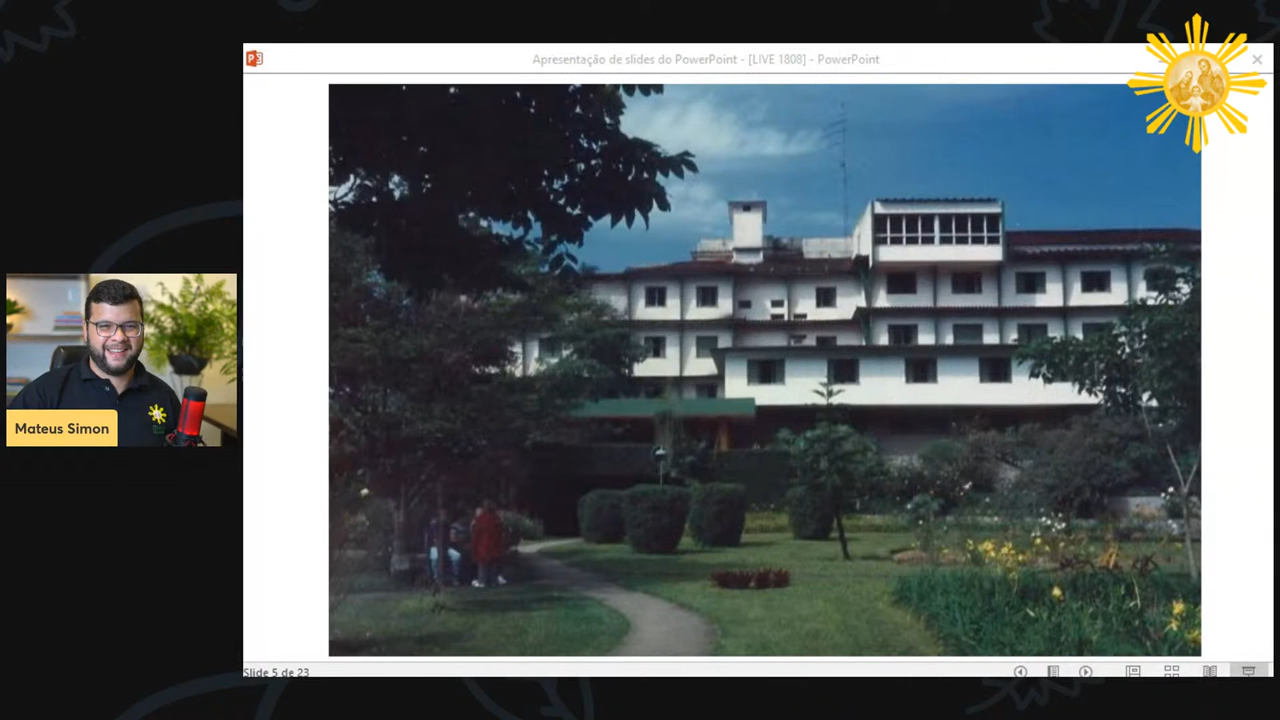 Apresentação de slides do PowerPoint - [LIVE 1808] - PowerPoint
Mateus Simon
Slide 5 de 23